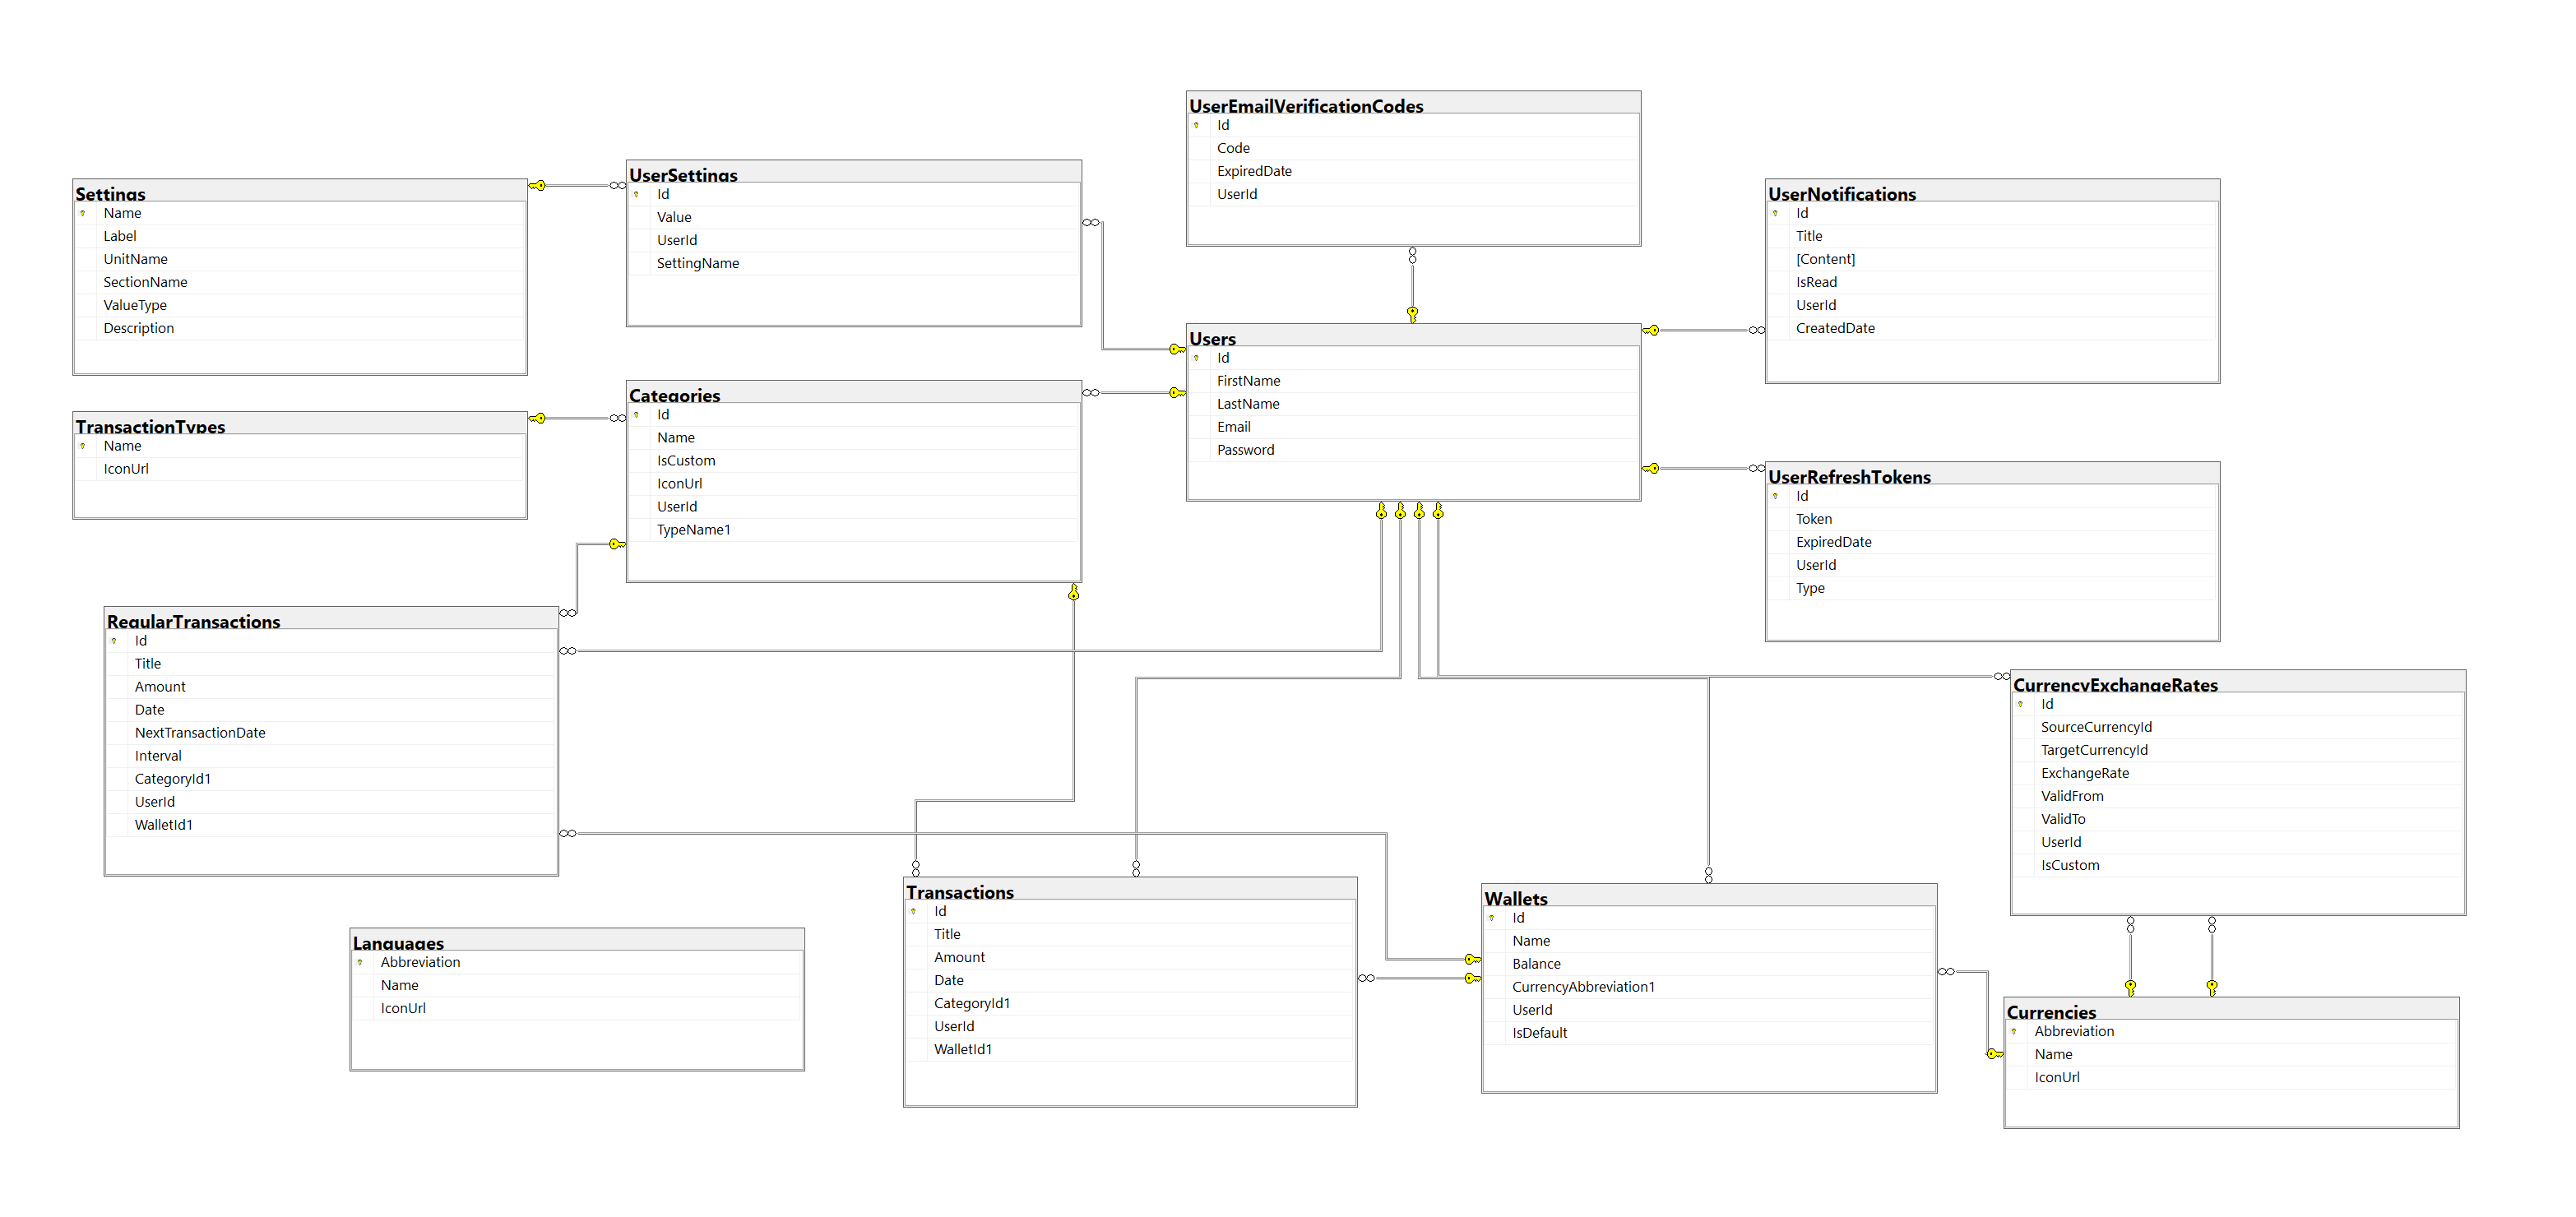 UserEmailVerificationCodes
Id
Code
ExpiredDate
UserId
UserSettings
Id
Value
UserId
SettingName
Settings
Name
Label
UnitName
SectionName
ValueType
Description
UserNotifications
Id
Title
[Content]
IsRead
UserId
CreatedDate
Users
Id
FirstName
LastName
Email
Password
Categories
Id
Name
IsCustom
IconUrl
UserId
TypeName1
TransactionTypes
Name
IconUrl
UserRefreshTokens
Id
Token
ExpiredDate
UserId
Type
RegularTransactions
Id
Title
Amount
Date
NextTransactionDate
Interval
CategoryId1
UserId
WalletId1
CurrencyExchangeRates
Id
SourceCurrencyId
TargetCurrencyId
ExchangeRate
ValidFrom
ValidTo
UserId
IsCustom
Transactions
Id
Title
Amount
Date
CategoryId1
UserId
WalletId1
Wallets
Id
Name
Balance
CurrencyAbbreviation1
UserId
IsDefault
Languages
Abbreviation
Name
IconUrl
Currencies
Abbreviation
Name
IconUrl